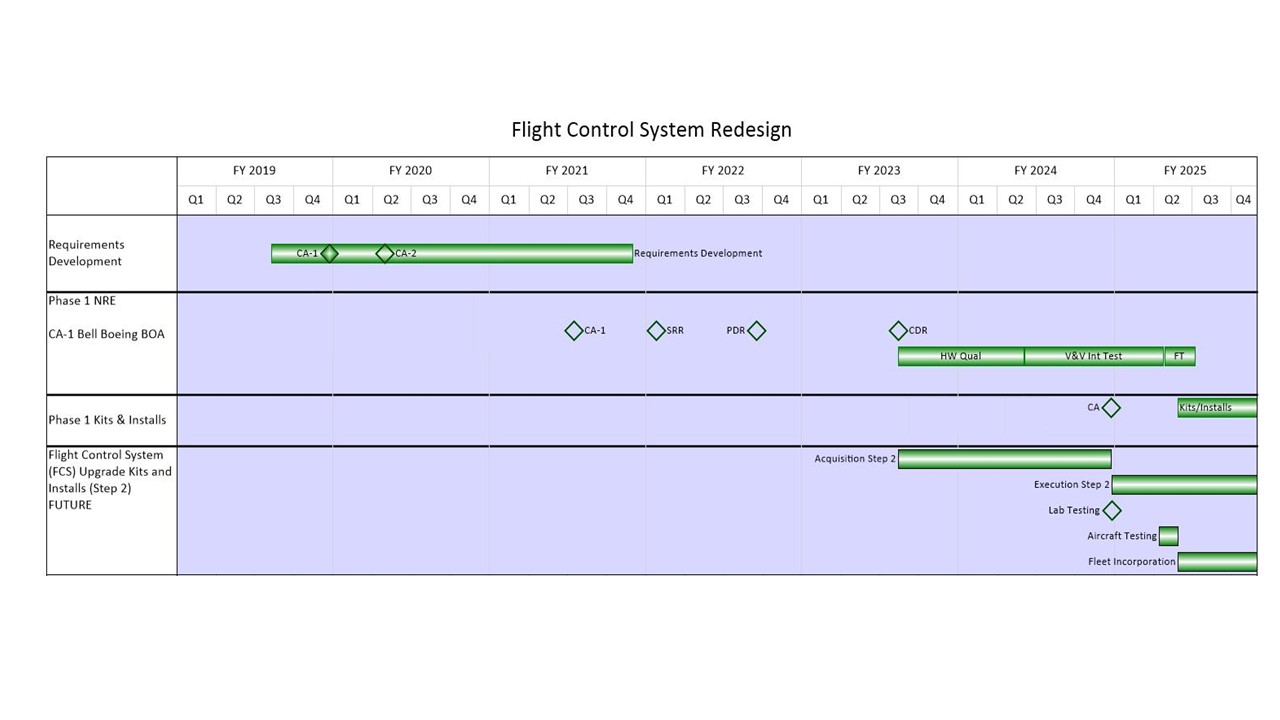 Flight Control System Redesign
FY 2019 FY 2020 FY 2021 FY 2022 FY 2023 FY 2024 FY 2025
Q1 Q2 Q3 Q4 Q1 Q2 Q3 Q4 Q1 Q2 Q3 Q4 Q1 Q2 Q3 Q4 Q1 Q2 Q3 Q4 Q1 Q2 Q3 Q4 Q1 Q2 Q3 Q4
Requirements
Development
CA-1 CA-2 Requirements Development
Phase 1 NRE
CA-1 Bell Boeing BOA
CA-1 SRR PDR CDR
HW Qual V&V Int Test FT
Phase 1 Kits & Installs
CA Kits/Installs
Flight Control System
(FCS) Upgrade Kits and
Installs (Step 2)
FUTURE
Acquisition Step 2
Execution Step 2
Lab Testing
Aircraft Testing
Fleet Incorporation